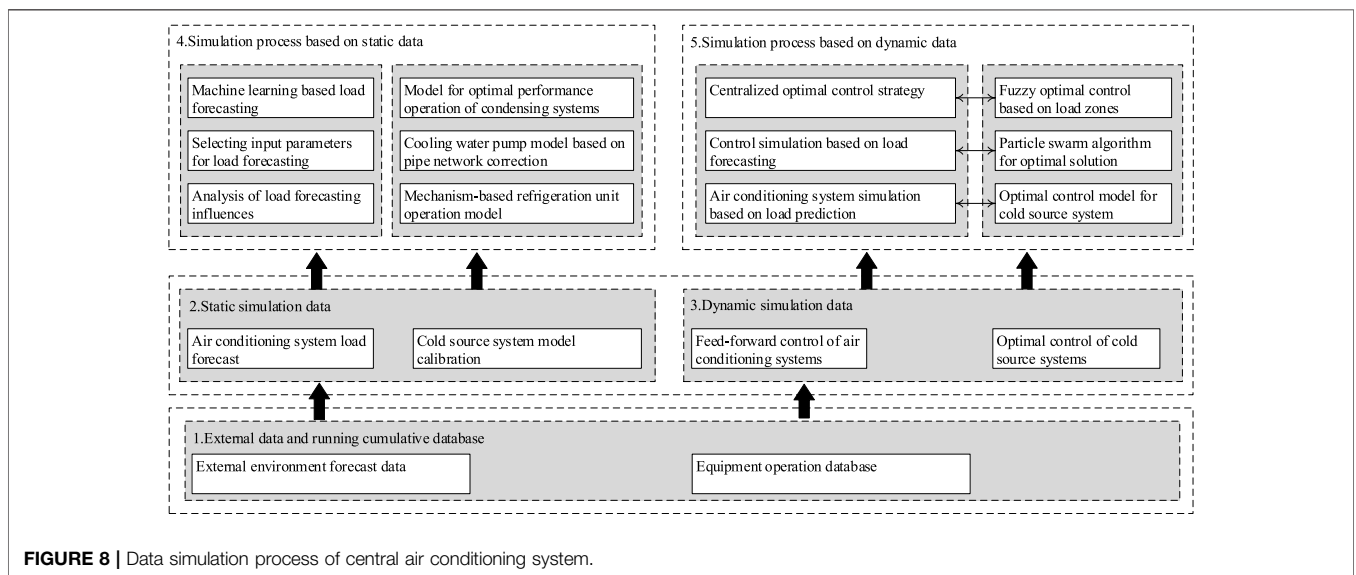 4.Simulation process based on static data
Machine learning based load
forecasting
Selecting input parameters
for load forecasting
Analysis of load forecasting
influences
Model for optimal performance
operation of condensing systems
Cooling water pump model based on
pipe network correction
Mechanism-based refrigeration unit
operation model
5.Simulation process based on dynamic data
Centralized optimal control strategy
Control simulation based on load
forecasting
Air conditioning system simulation
based on load prediction
Fuzzy optimal control
based on load zones
Particle swarm algorithm
for optimal solution
Optimal control model for
cold source system
2.Static simulation data
Air conditioning system load
forecast
Cold source system model
calibration
3.Dynamic simulation data
Feed-forward control of air
conditioning systems
Optimal control of cold
source systems
1.External data and running cumulative database
External environment forecast data
Equipment operation database
FIGURE 8 | Data simulation process of central air conditioning system.